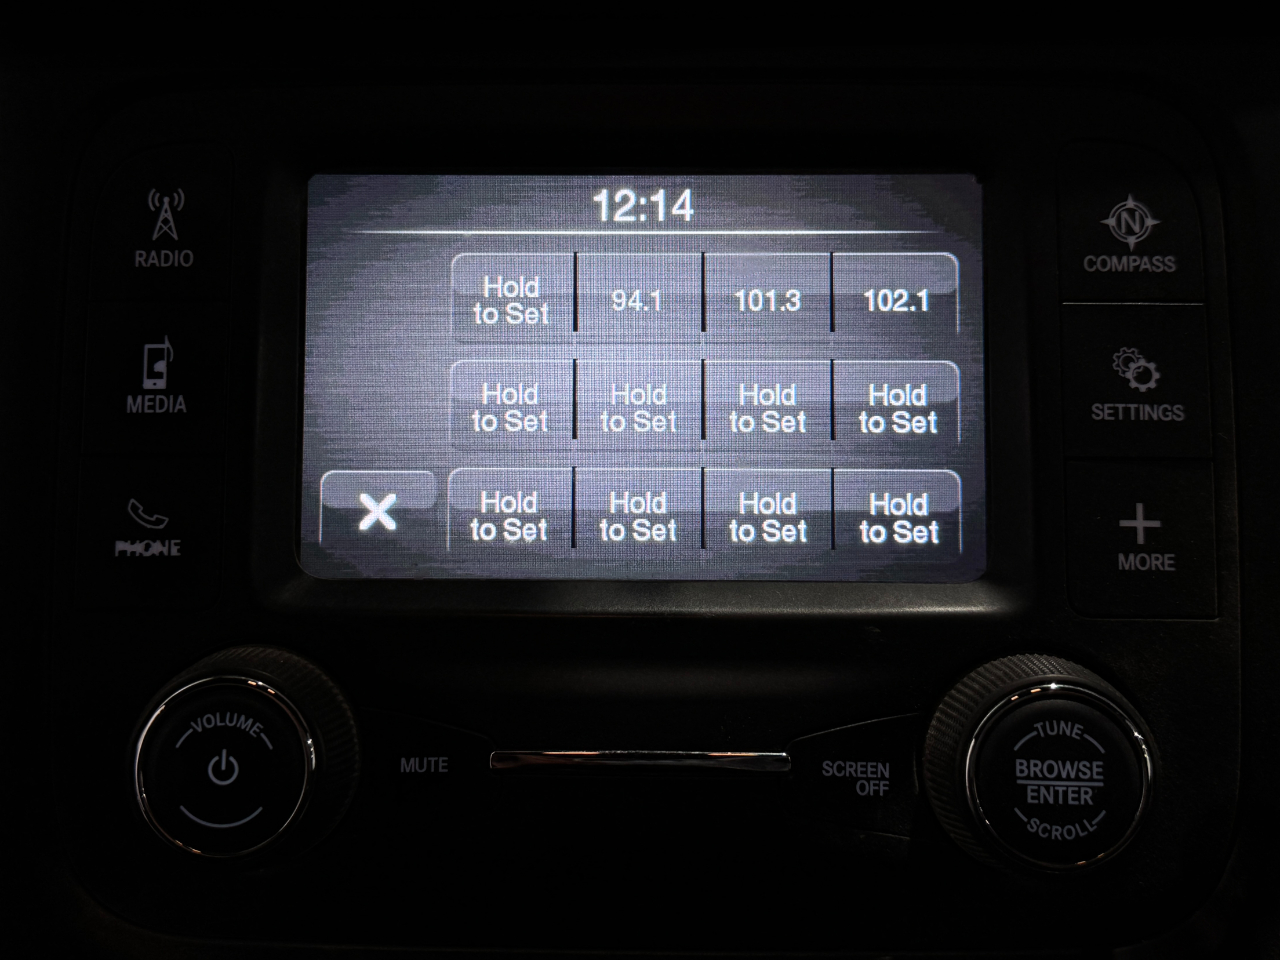 12:14
RADIO
MEDIA
PHONE
Hold
to Set
94.1
101.3
102.1
Hold
to Set
Hold
to Set
Hold
to Set
Hold
to Set
Hold
to Set
Hold
to Set
Hold
to Set
Hold
to Set
N
COMPASS
SETTINGS
MORE
VOLUME
MUTE
SCREEN
OFF
TUNE
BROWSE
ENTER
SCROLL